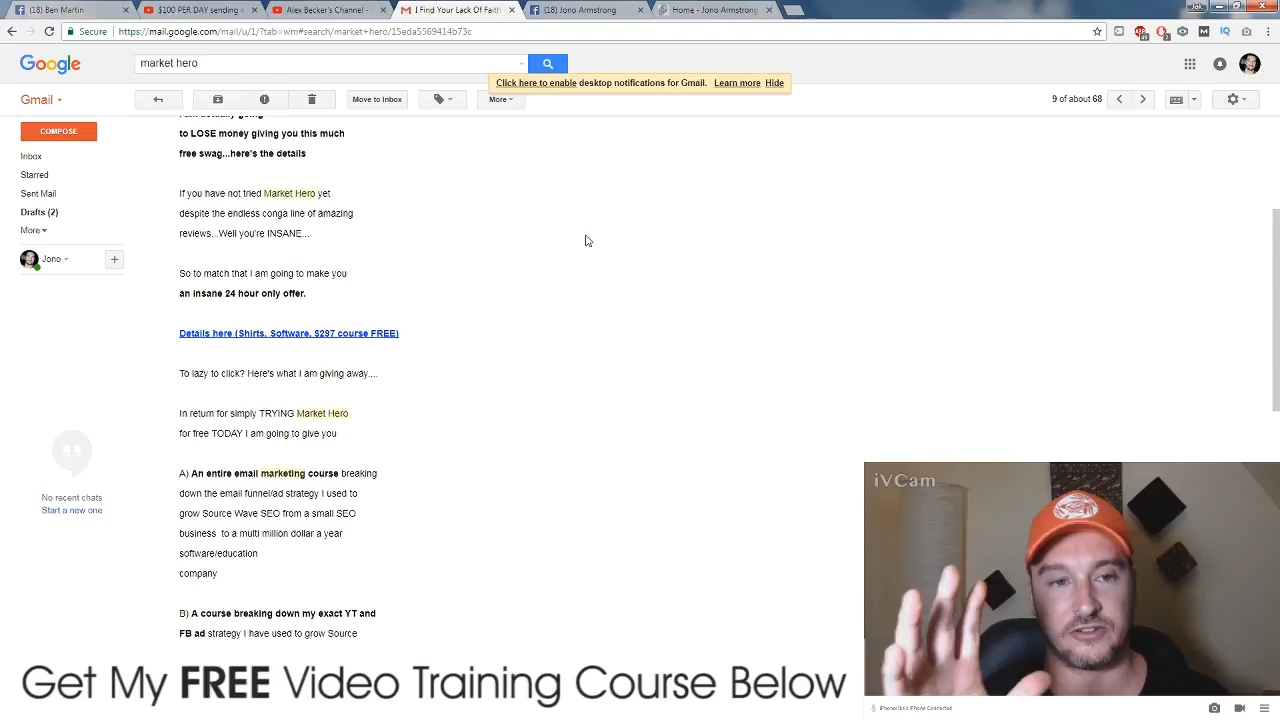 (18) Ben Martin
$100 PER DAY sending e
Alex Becker's Channel -
I Find Your Lack Of Faith
(18) Jono Armstrong
Home - Jono Armstrong
Jak
Secure
https://mail.google.com/mail/u/1/?tab=wm#search/market+hero/15eda5569414b73c
Google
market hero
Click here to enable desktop notifications for Gmail. Learn more Hide
Gmail
Move to Inbox
More
9 of about 68
COMPOSE
Inbox
Starred
Sent Mail
Drafts (2)
More
Jono
No recent chats
Start a new one
I am actually going
to LOSE money giving you this much
free swag...here's the details
If you have not tried Market Hero yet
despite the endless conga line of amazing
reviews...Well you're INSANE...
So to match that I am going to make you
an insane 24 hour only offer.
Details here (Shirts, Software, $297 course FREE)
To lazy to click? Here's what I am giving away....
In return for simply TRYING Market Hero
for free TODAY I am going to give you
A) An entire email marketing course breaking
down the email funnel/ad strategy I used to
grow Source Wave SEO from a small SEO
business to a multi million dollar a year
software/education
company
B) A course breaking down my exact YT and
FB ad strategy I have used to grow Source
iVCam
Get My FREE Video Training Course Below